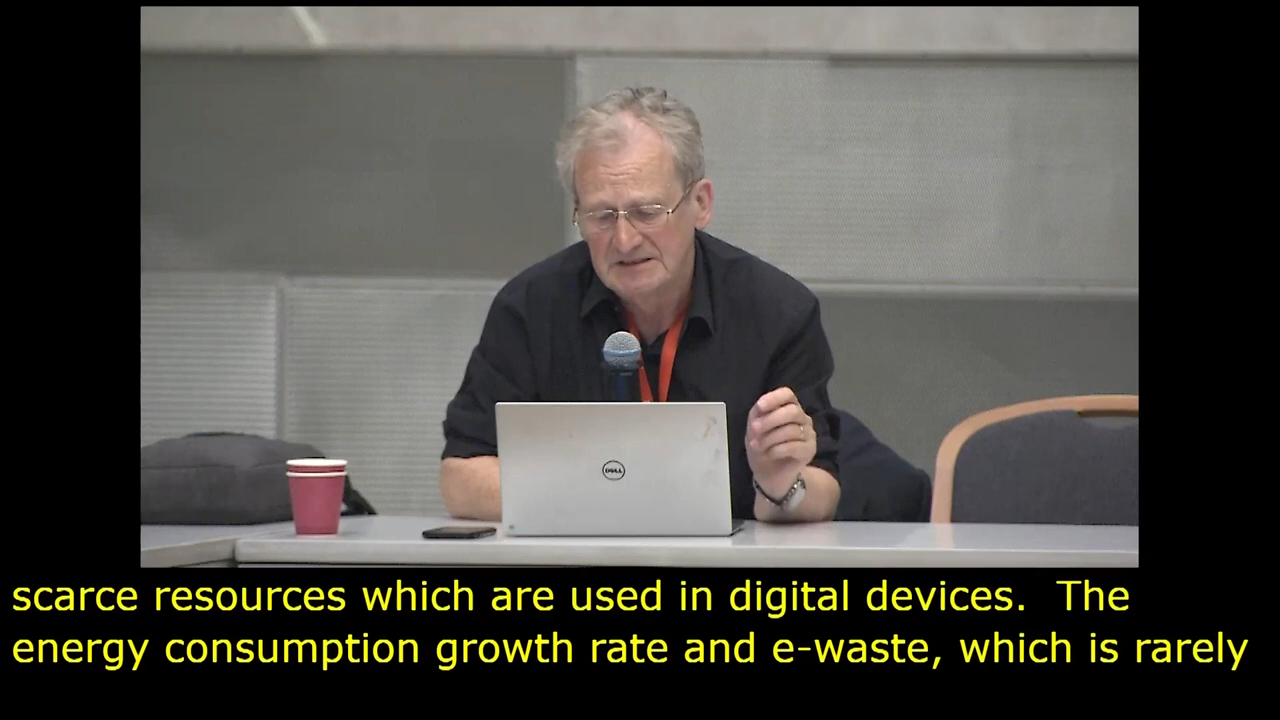 DELL
scarce resources which are used in digital devices.  The
energy consumption growth rate and e-waste, which is rarely